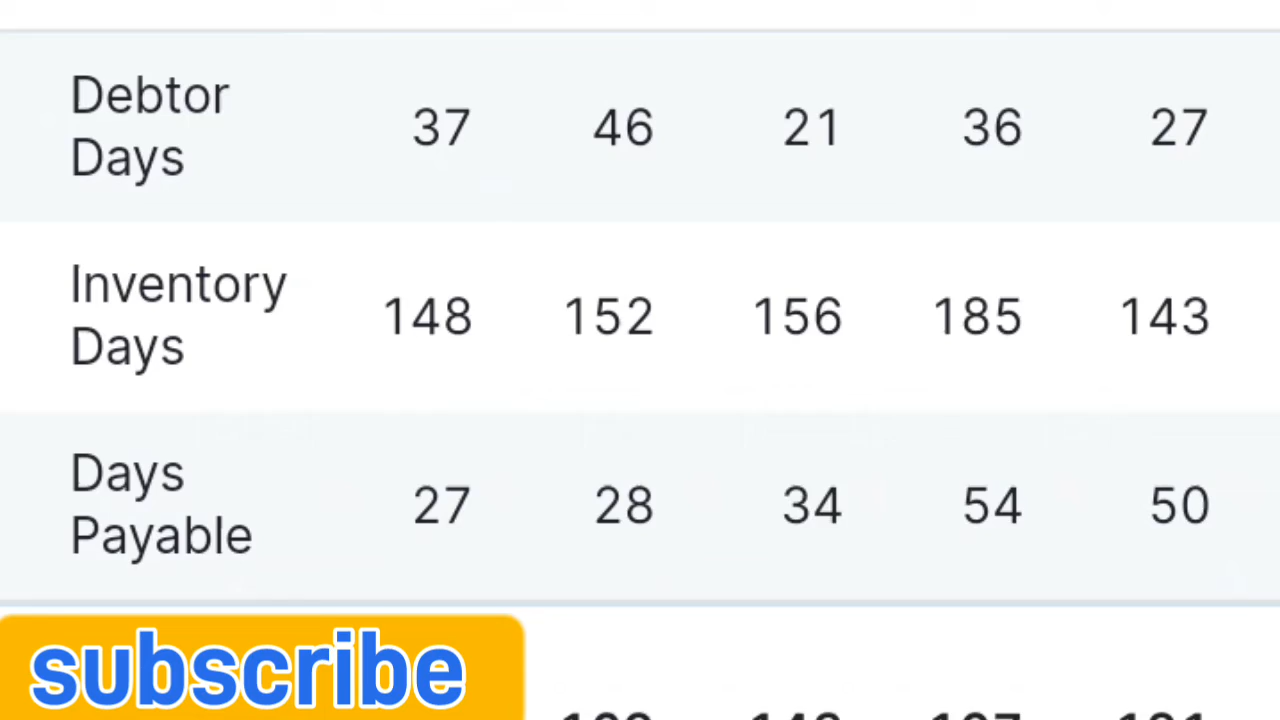 Debtor Days 37 46 21 36 27
Inventory Days 148 152 156 185 143
Days Payable 27 28 34 54 50
subscribe